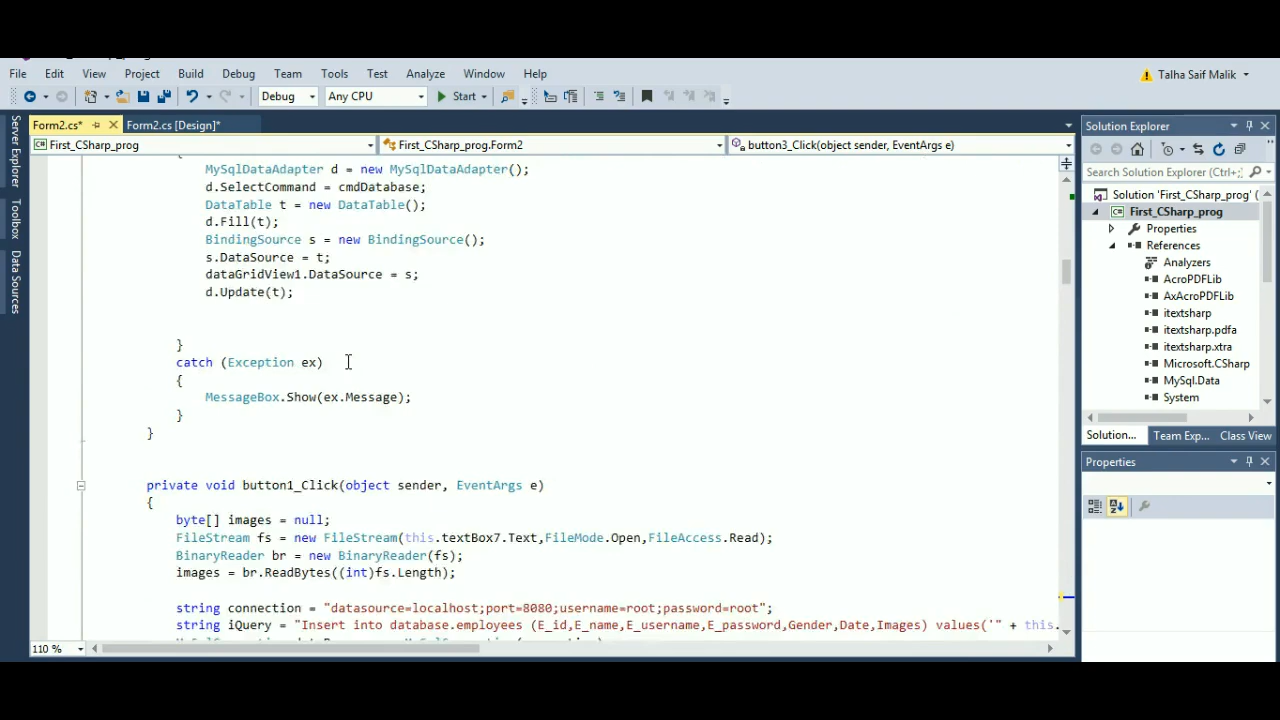 File Edit View Project Build Debug Team Tools Test Analyze Window Help
Talha Saif Malik
Debug Any CPU Start
Form2.cs* Form2.cs [Design]*
First_CSharp_prog First_CSharp_prog.Form2 button3_Click(object sender, EventArgs e)
Server Explorer
Toolbox
Data Sources
{
MySqlDataAdapter d = new MySqlDataAdapter();
d.SelectCommand = cmdDatabase;
DataTable t = new DataTable();
d.Fill(t);
BindingSource s = new BindingSource();
s.DataSource = t;
dataGridView1.DataSource = s;
d.Update(t);
}
catch (Exception ex)
{
MessageBox.Show(ex.Message);
}
}
private void button1_Click(object sender, EventArgs e)
{
byte[] images = null;
FileStream fs = new FileStream(this.textBox7.Text,FileMode.Open,FileAccess.Read);
BinaryReader br = new BinaryReader(fs);
images = br.ReadBytes((int)fs.Length);
string connection = "datasource=localhost;port=8080;username=root;password=root";
string iQuery = "Insert into database.employees (E_id,E_name,E_username,E_password,Gender,Date,Images) values('" + this.
110 %
Solution Explorer
Search Solution Explorer (Ctrl+;
Solution 'First_CSharp_prog' (
First_CSharp_prog
Properties
References
Analyzers
AcroPDFLib
AxAcroPDFLib
itextsharp
itextsharp.pdfa
itextsharp.xtra
Microsoft.CSharp
MySql.Data
System
Solution... Team Exp... Class View
Properties